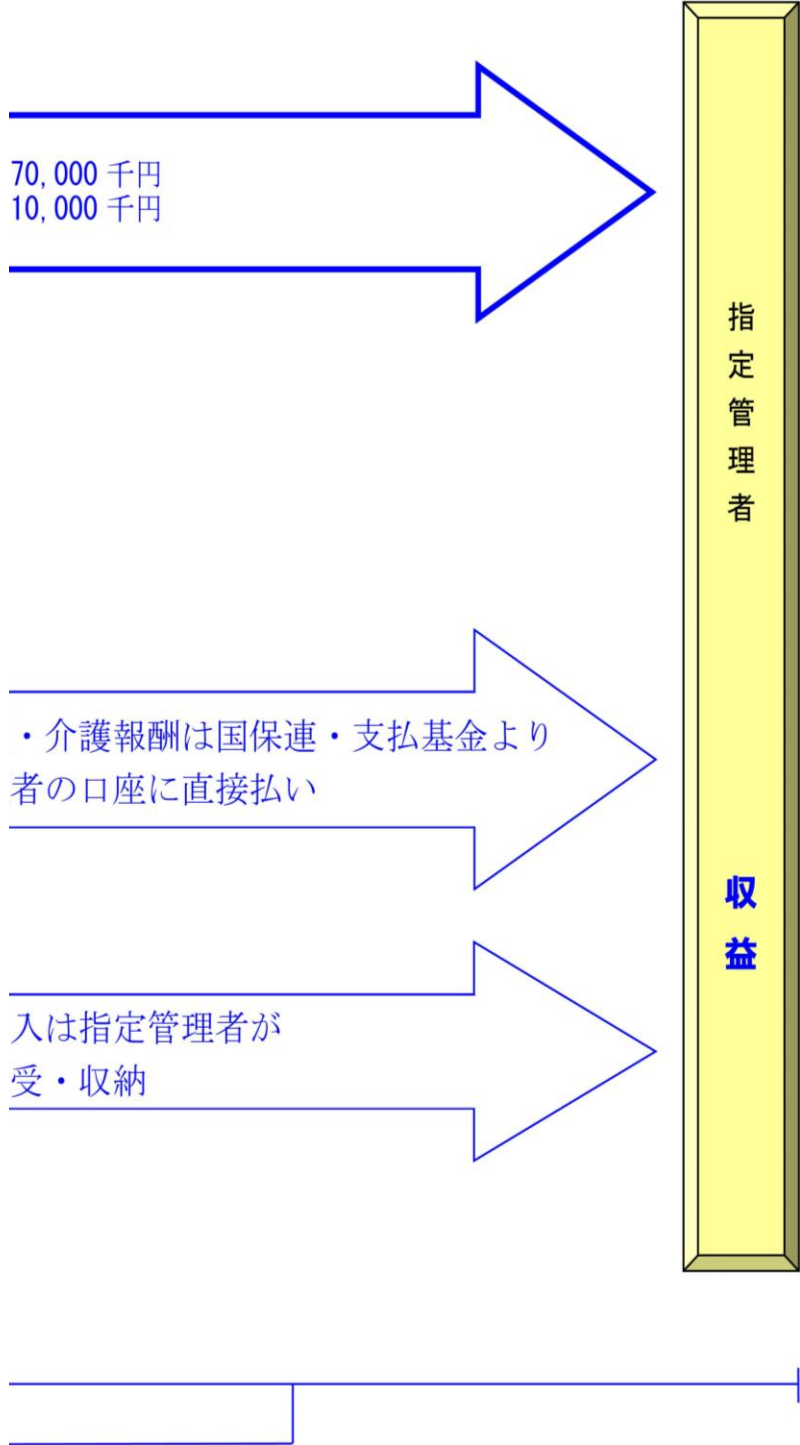 70,000 千円
10,000 千円
指定管理者
・介護報酬は国保連・支払基金より
者の口座に直接払い
収益
入は指定管理者が
受・収納